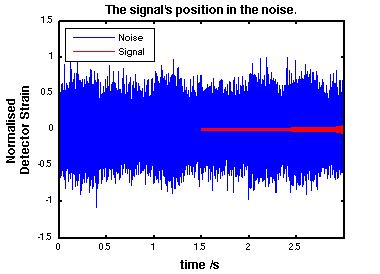 The signal's position in the noise.
1.5
1
0.5
0
-0.5
-1
-1.5
Noise
Signal
Normalised
Detector Strain
0 0.5 1 1.5 2 2.5
time /s